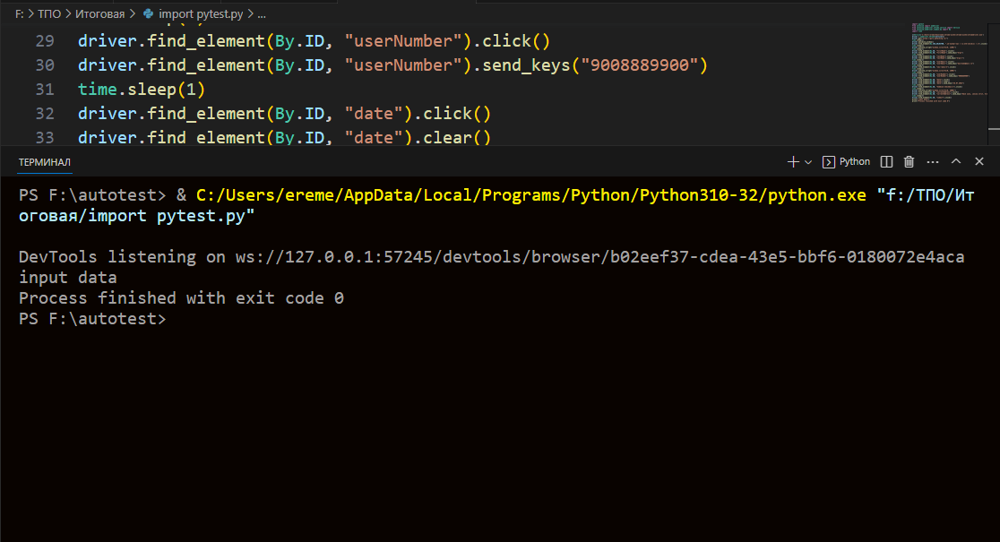 F: > ТПО > Итоговая > import pytest.py > ...
29 driver.find_element(By.ID, "userNumber").click()
30 driver.find_element(By.ID, "userNumber").send_keys("9008889900")
31 time.sleep(1)
32 driver.find_element(By.ID, "date").click()
33 driver.find_element(By.ID, "date").clear()
ТЕРМИНАЛ
Python
PS F:\autotest> & C:/Users/ereme/AppData/Local/Programs/Python/Python310-32/python.exe "f:/ТПО/Ит
оговая/import pytest.py"
DevTools listening on ws://127.0.0.1:57245/devtools/browser/b02eef37-cdea-43e5-bbf6-0180072e4aca
input data
Process finished with exit code 0
PS F:\autotest>